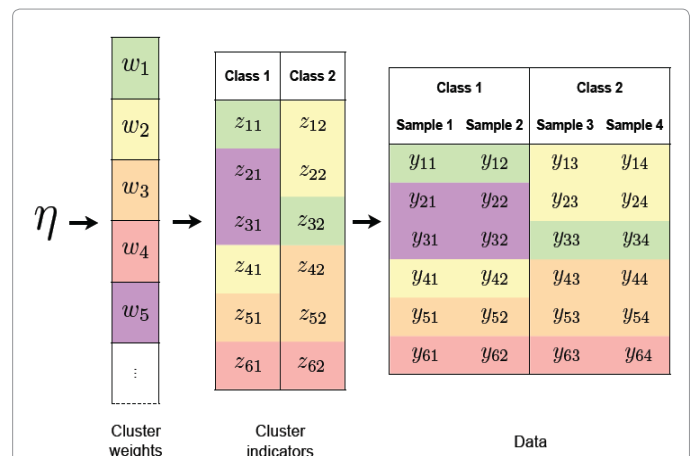 η
w₁
w₂
w₃
w₄
w₅
⋮
Class 1 Class 2
z₁₁ z₁₂
z₂₁ z₂₂
z₃₁ z₃₂
z₄₁ z₄₂
z₅₁ z₅₂
z₆₁ z₆₂
Class 1 Class 2
Sample 1 Sample 2 Sample 3 Sample 4
y₁₁ y₁₂ y₁₃ y₁₄
y₂₁ y₂₂ y₂₃ y₂₄
y₃₁ y₃₂ y₃₃ y₃₄
y₄₁ y₄₂ y₄₃ y₄₄
y₅₁ y₅₂ y₅₃ y₅₄
y₆₁ y₆₂ y₆₃ y₆₄
Cluster
weights
Cluster
indicators
Data